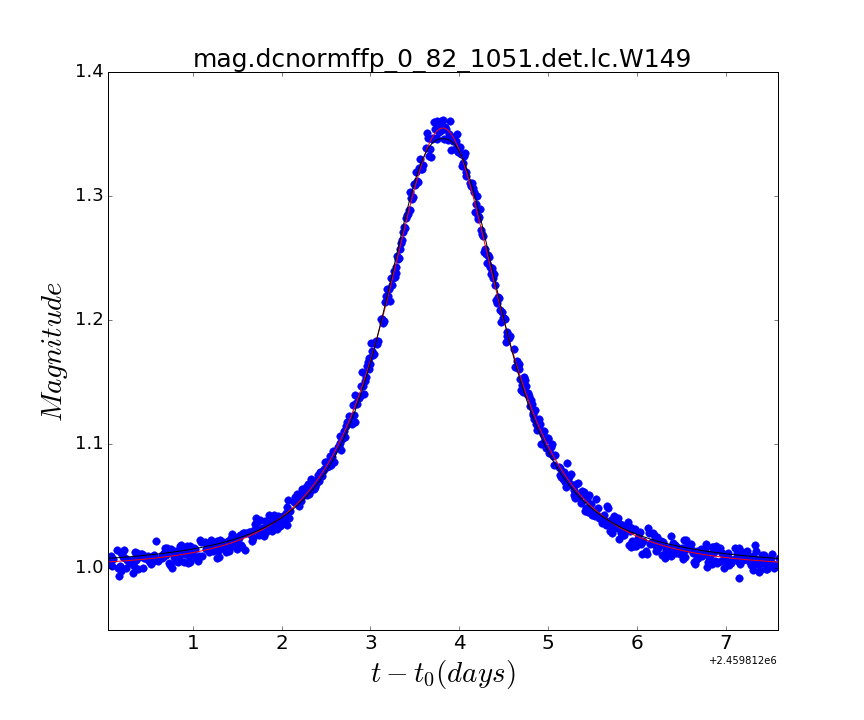 mag.dcnormffp_0_82_1051.det.lc.W149
1.4
1.3
1.2
1.1
1.0
Magnitude
1 2 3 4 5 6 7
+2.459812e6
t − t₀(days)